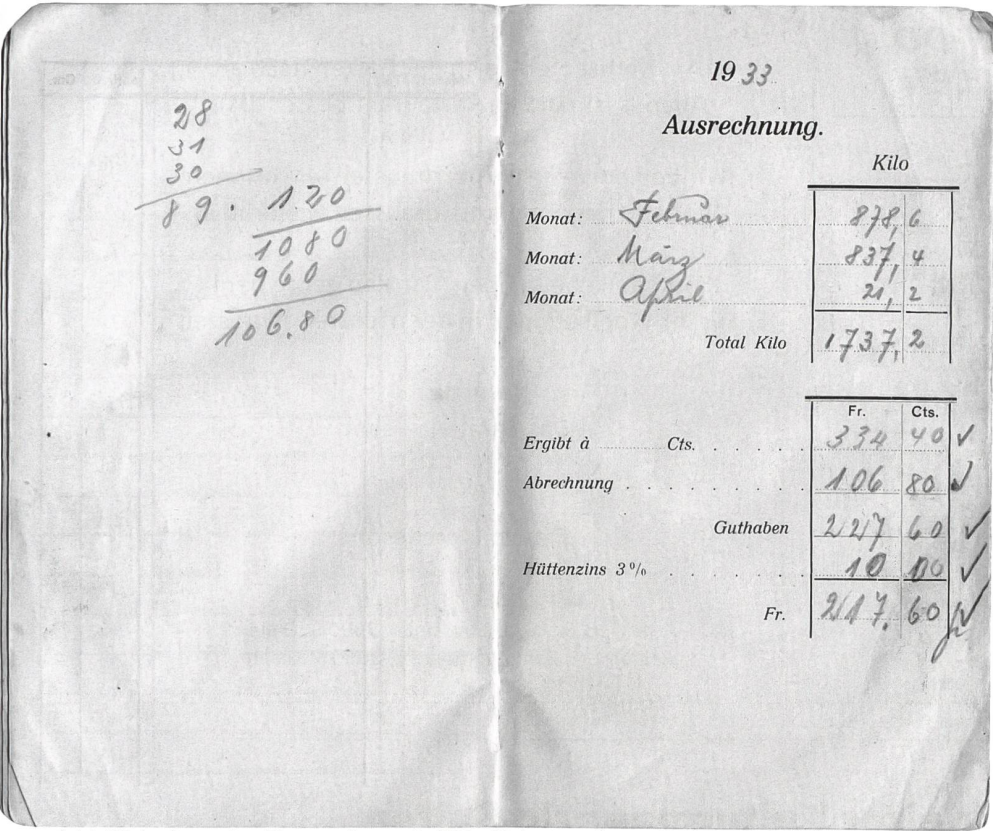 28
31
30
89. 1.20
1080
960
106.80
1933
Ausrechnung.
Kilo
Monat: Februar 878,6
Monat: März 837,4
Monat: April 21,2
Total Kilo 1737,2
Fr. Cts.
Ergibt à Cts. 334 40 ✓
Abrechnung 106 80 ✓
Guthaben 227 60 ✓
Hüttenzins 3% 10 00 ✓
Fr. 217. 60 ✓